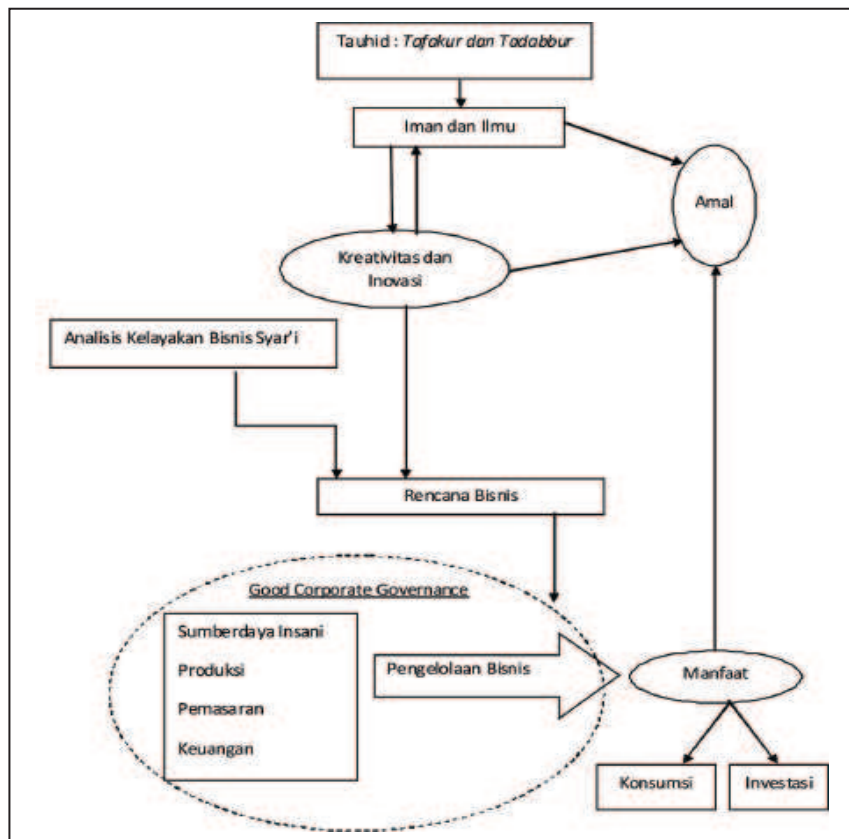 Tauhid : Tafakur dan Tadabbur
Iman dan Ilmu
Amal
Kreativitas dan
Inovasi
Analisis Kelayakan Bisnis Syar'i
Rencana Bisnis
Good Corporate Governance
Sumberdaya Insani
Produksi
Pemasaran
Keuangan
Pengelolaan Bisnis
Manfaat
Konsumsi
Investasi